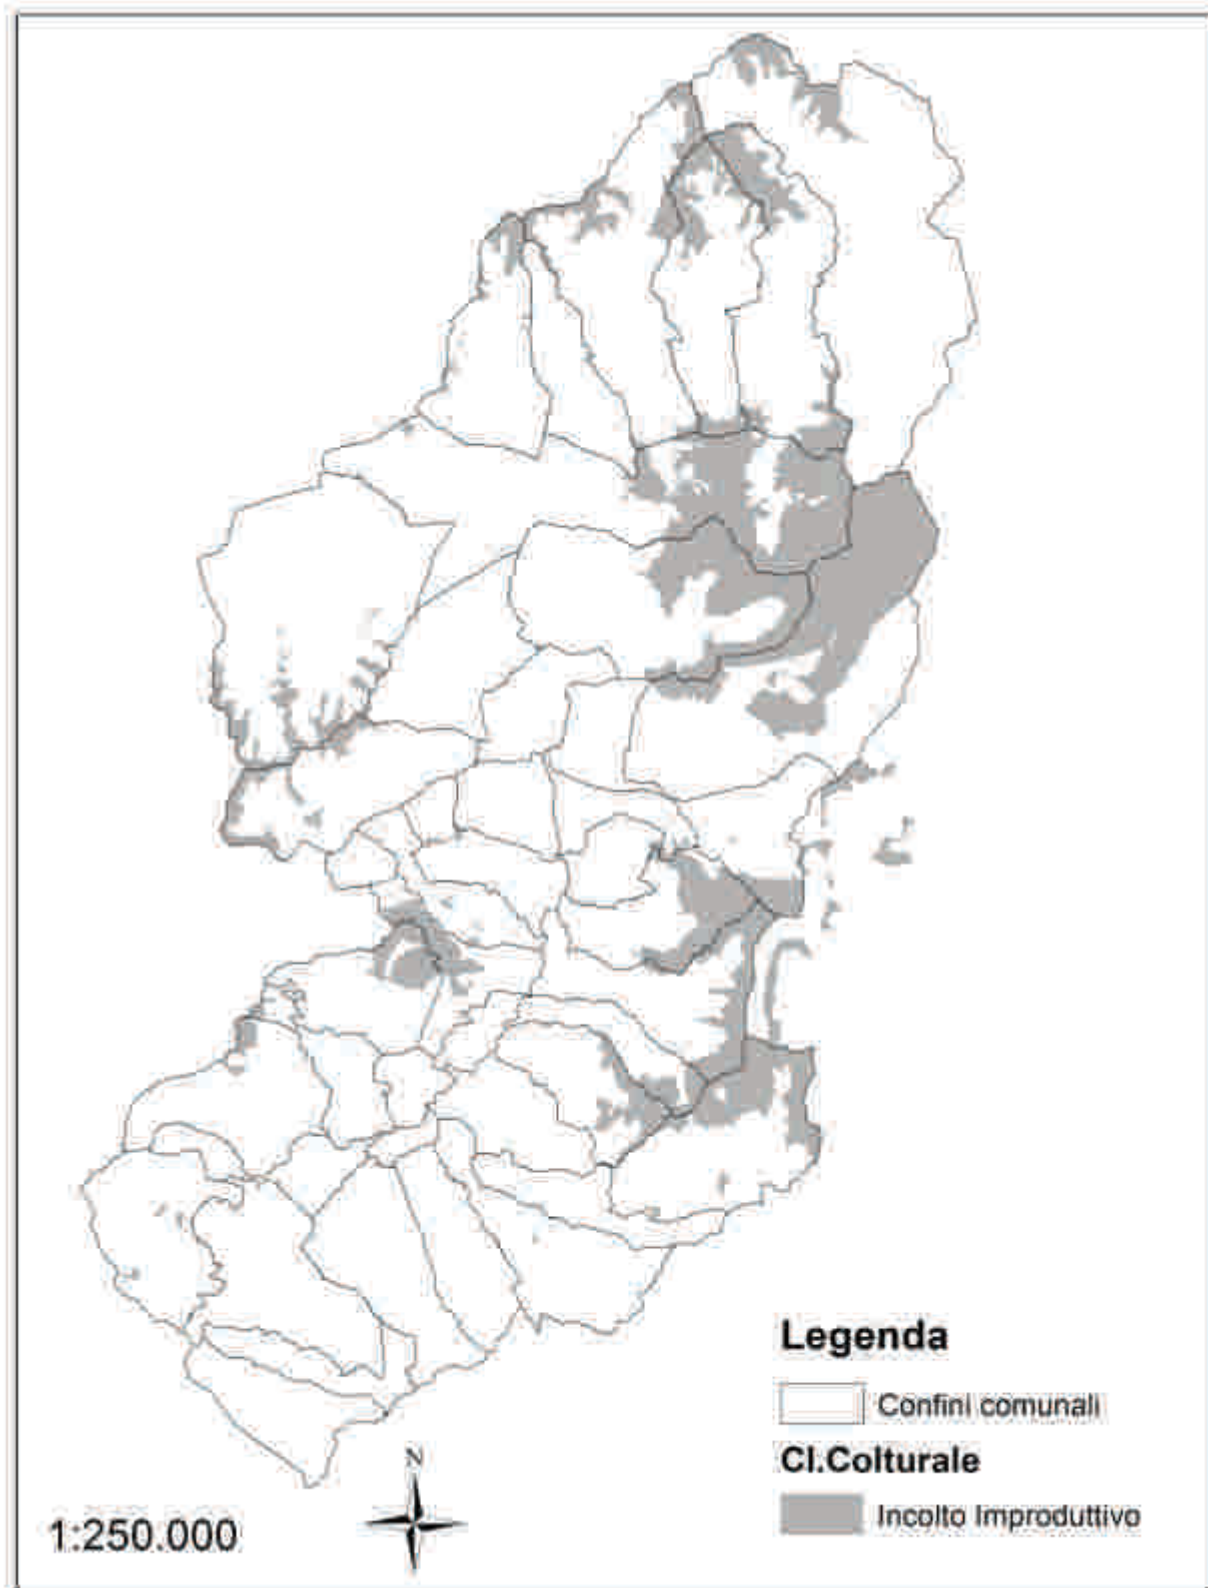 Legenda
Confini comunali
Cl.Colturale
Incolto Improduttivo
N
1:250.000